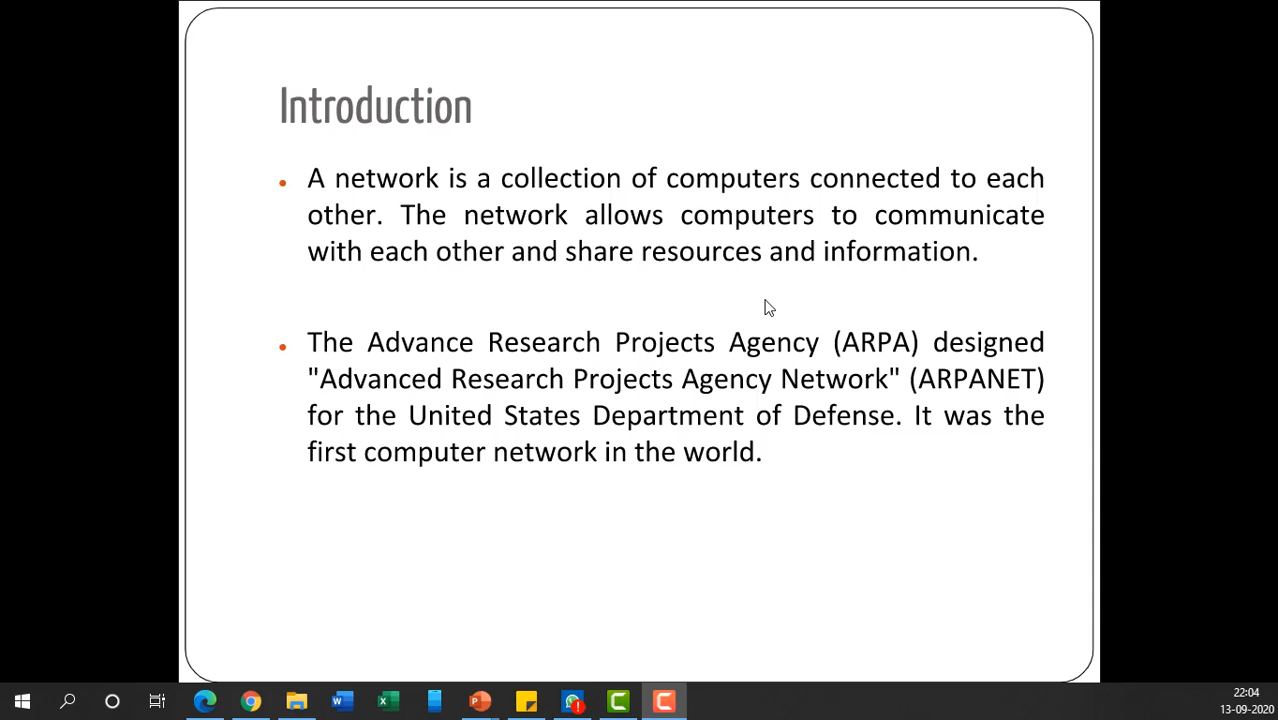 Introduction
• A network is a collection of computers connected to each
other. The network allows computers to communicate
with each other and share resources and information.
• The Advance Research Projects Agency (ARPA) designed
"Advanced Research Projects Agency Network" (ARPANET)
for the United States Department of Defense. It was the
first computer network in the world.
22:04
13-09-2020